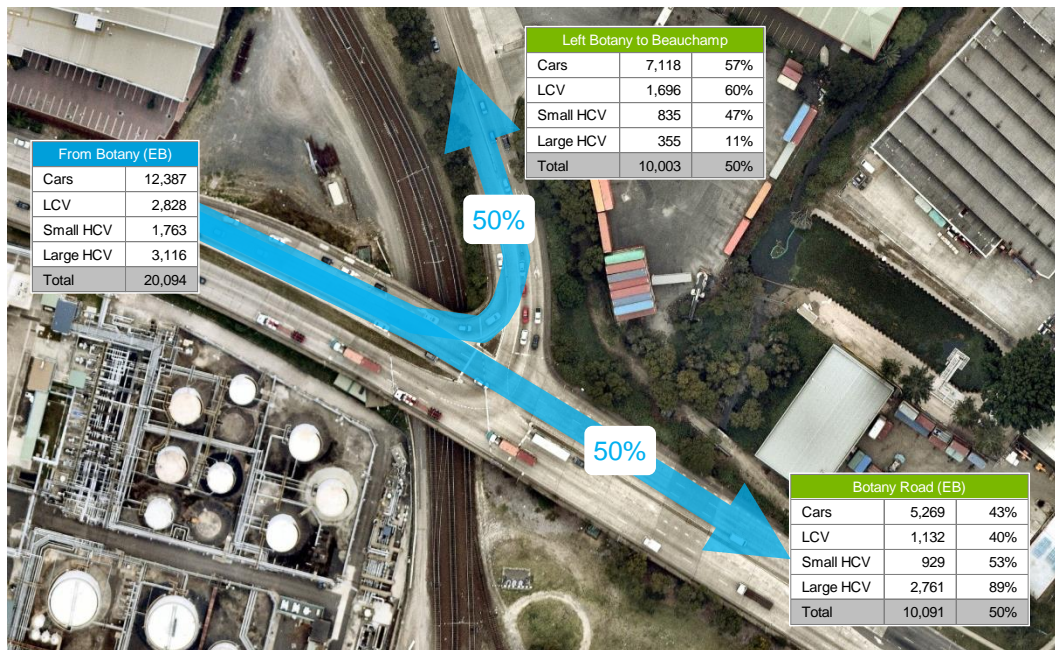 Left Botany to Beauchamp
Cars 7,118 57%
LCV 1,696 60%
Small HCV 835 47%
Large HCV 355 11%
Total 10,003 50%
From Botany (EB)
Cars 12,387
LCV 2,828
Small HCV 1,763
Large HCV 3,116
Total 20,094
50%
50%
Botany Road (EB)
Cars 5,269 43%
LCV 1,132 40%
Small HCV 929 53%
Large HCV 2,761 89%
Total 10,091 50%